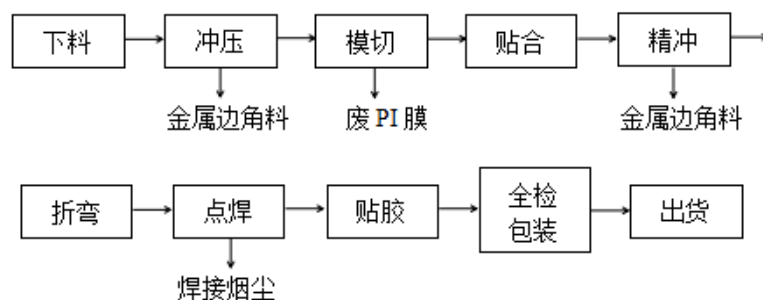 下料
冲压
模切
贴合
精冲
金属边角料
废PI膜
金属边角料
折弯
点焊
贴胶
全检
包装
出货
焊接烟尘